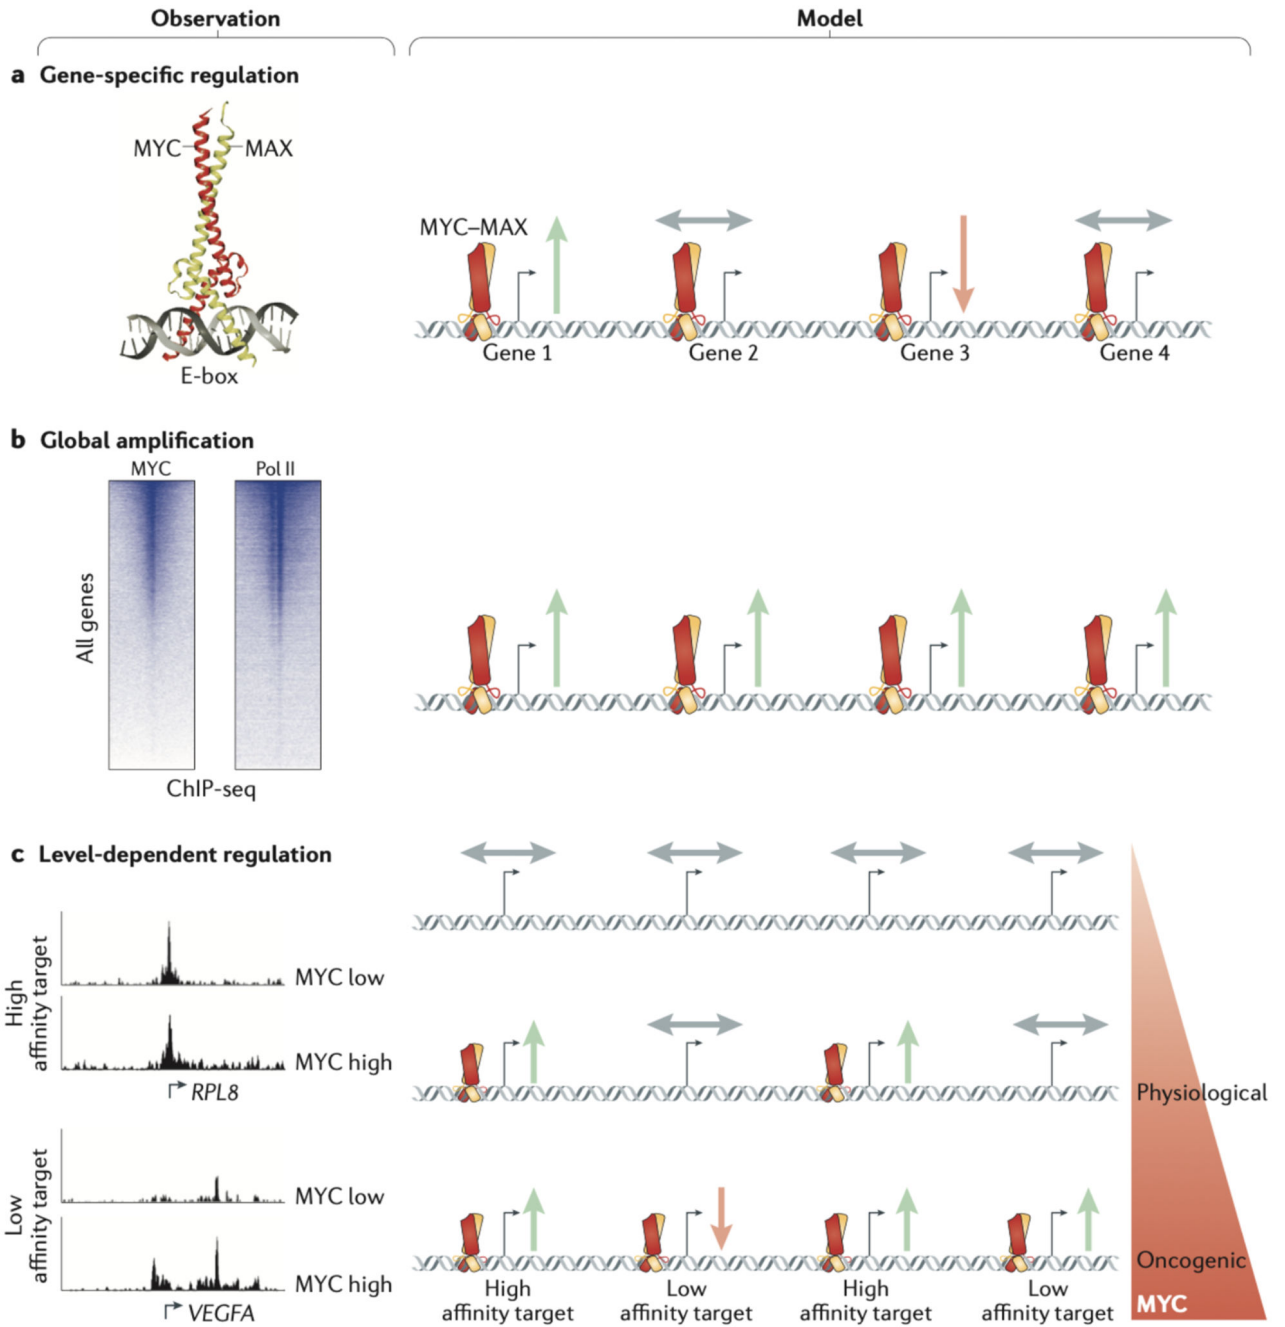 Observation
Model
a Gene-specific regulation
MYC
MAX
E-box
MYC–MAX
Gene 1
Gene 2
Gene 3
Gene 4
b Global amplification
MYC
Pol II
All genes
ChIP-seq
c Level-dependent regulation
High
affinity target
MYC low
MYC high
RPL8
Low
affinity target
MYC low
MYC high
VEGFA
High
affinity target
Low
affinity target
High
affinity target
Low
affinity target
Physiological
Oncogenic
MYC